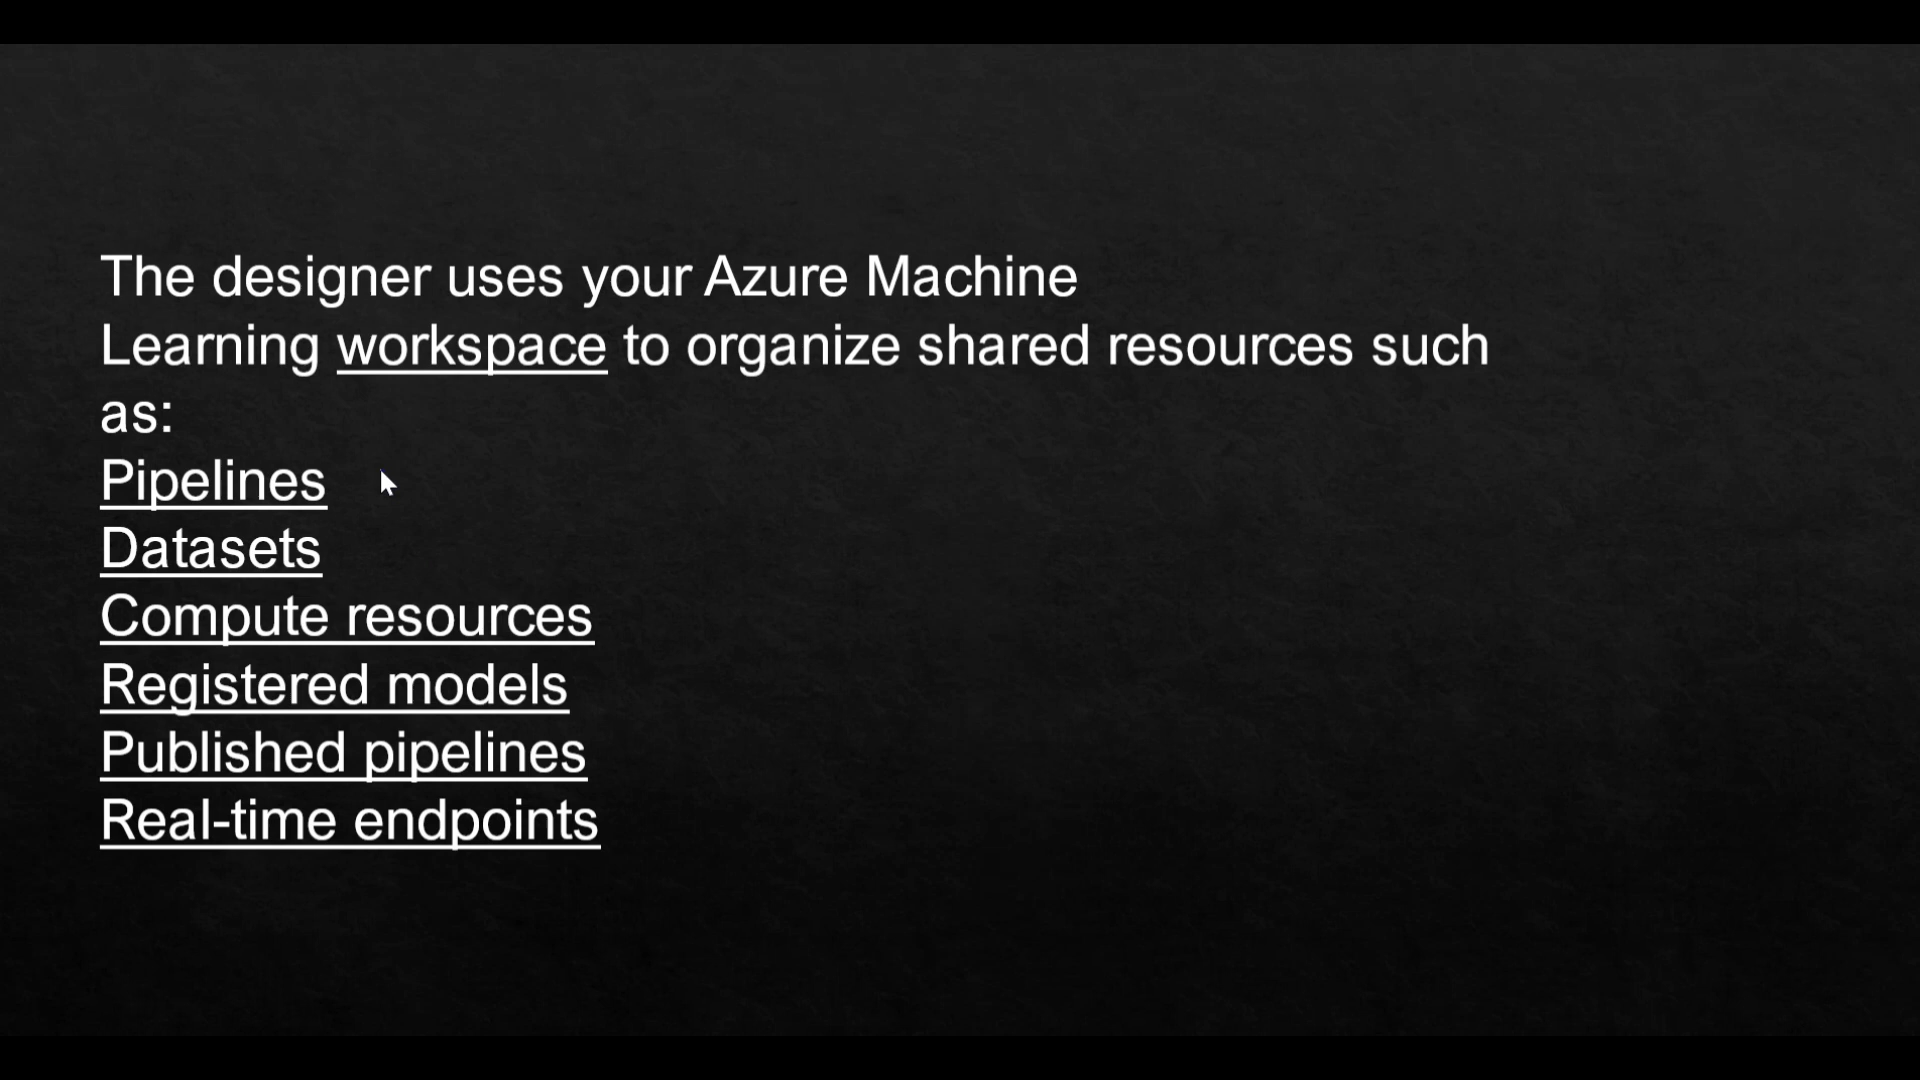 The designer uses your Azure Machine
Learning workspace to organize shared resources such
as:
Pipelines
Datasets
Compute resources
Registered models
Published pipelines
Real-time endpoints